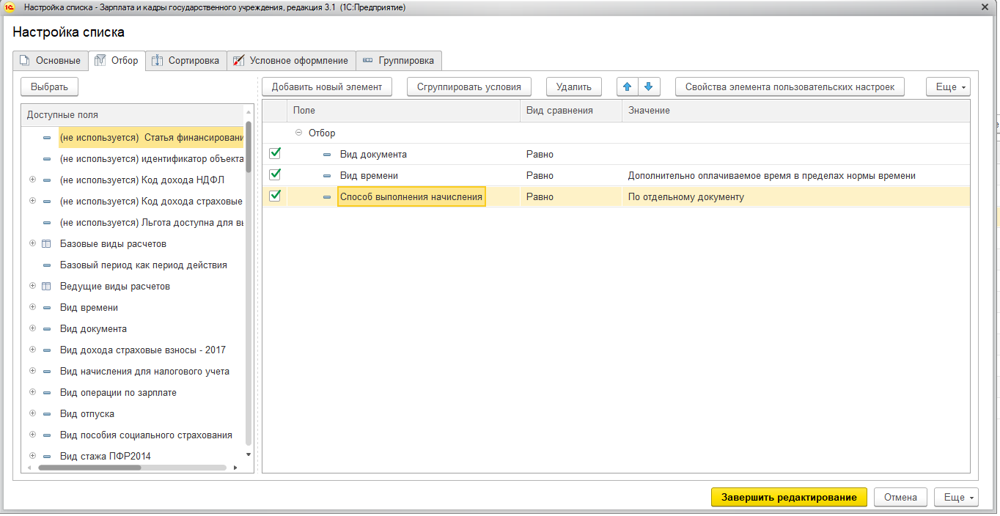 1С Настройка списка - Зарплата и кадры государственного учреждения, редакция 3.1 (1С:Предприятие)
Настройка списка
Основные Отбор Сортировка Условное оформление Группировка
Выбрать Добавить новый элемент Сгруппировать условия Удалить Свойства элемента пользовательских настроек Еще
Доступные поля Поле Вид сравнения Значение
(не используется) Статья финансировани
(не используется) идентификатор объекта
(не используется) Код дохода НДФЛ
(не используется) Код дохода страховые
(не используется) Льгота доступна для
Базовые виды расчетов
Базовый период как период действия
Ведущие виды расчетов
Вид времени
Вид документа
Вид дохода страховые взносы - 2017
Вид начисления для налогового учета
Вид операции по зарплате
Вид отпуска
Вид пособия социального страхования
Вид стажа ПФР2014
Отбор
Вид документа Равно
Вид времени Равно Дополнительно оплачиваемое время в пределах нормы времени
Способ выполнения начисления Равно По отдельному документу
Завершить редактирование Отмена Еще